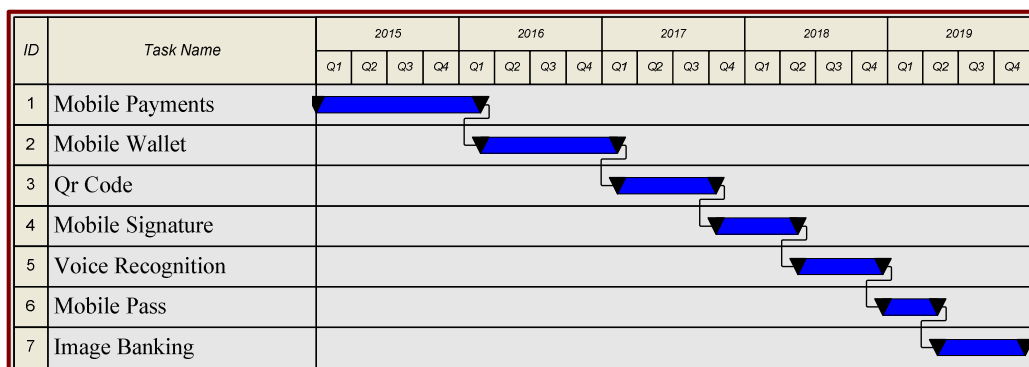 ID Task Name 2015 2016 2017 2018 2019
Q1 Q2 Q3 Q4 Q1 Q2 Q3 Q4 Q1 Q2 Q3 Q4 Q1 Q2 Q3 Q4 Q1 Q2 Q3 Q4
1 Mobile Payments
2 Mobile Wallet
3 Qr Code
4 Mobile Signature
5 Voice Recognition
6 Mobile Pass
7 Image Banking